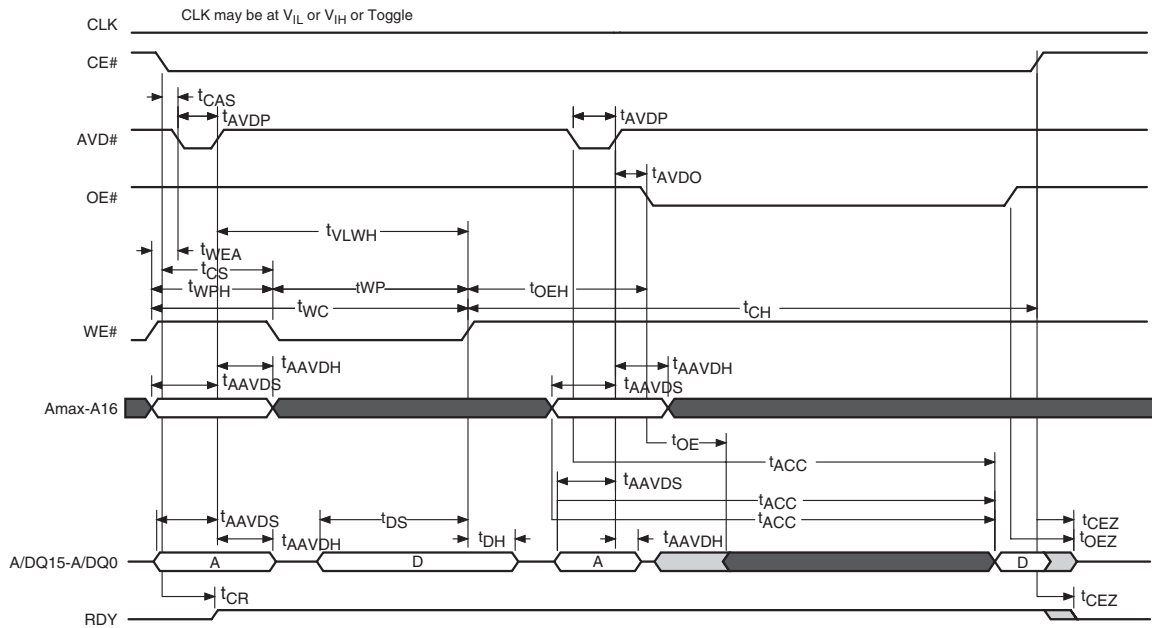 CLK may be at VIL or VIH or Toggle
CLK
CE#
tCAS
tAVDP
tAVDP
AVD#
tAVDO
OE#
tVLWH
tWEA
tCS
tWPH
tWP
tOEH
tWC
tCH
WE#
tAAVDH
tAAVDH
tAAVDS
tAAVDS
Amax-A16
tOE
tACC
tAAVDS
tACC
tAAVDS
tDS
tACC
tCEZ
tAAVDH
tDH
tAAVDH
tOEZ
A/DQ15-A/DQ0
A
D
A
D
tCR
tCEZ
RDY